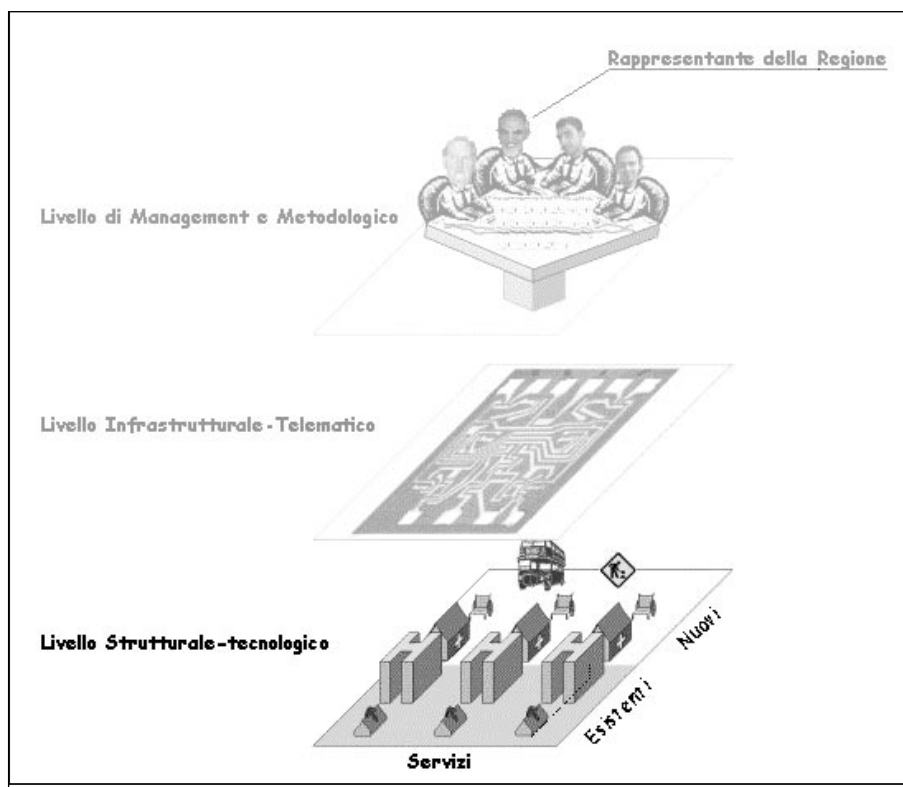 Rappresentante della Regione
Livello di Management e Metodologico
Livello Infrastrutturale-Telematico
Livello Strutturale-tecnologico
Nuovi
Esistenti
Servizi